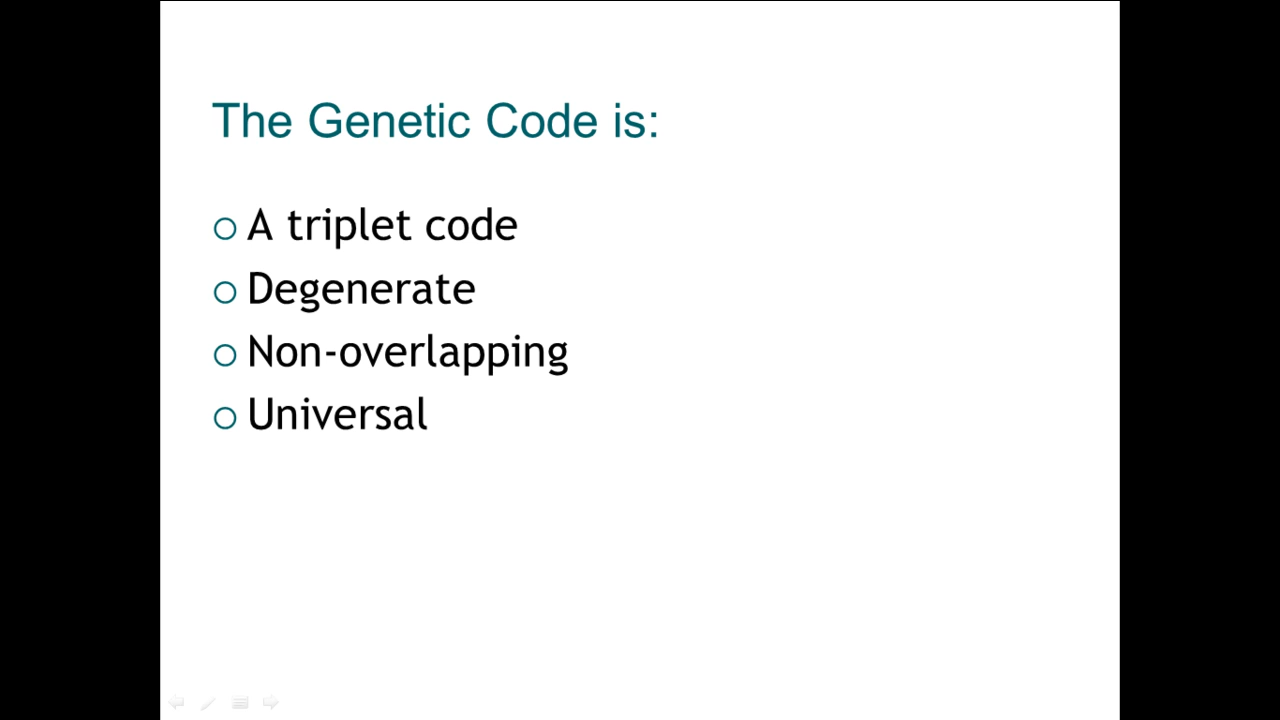 The Genetic Code is:
A triplet code
Degenerate
Non-overlapping
Universal